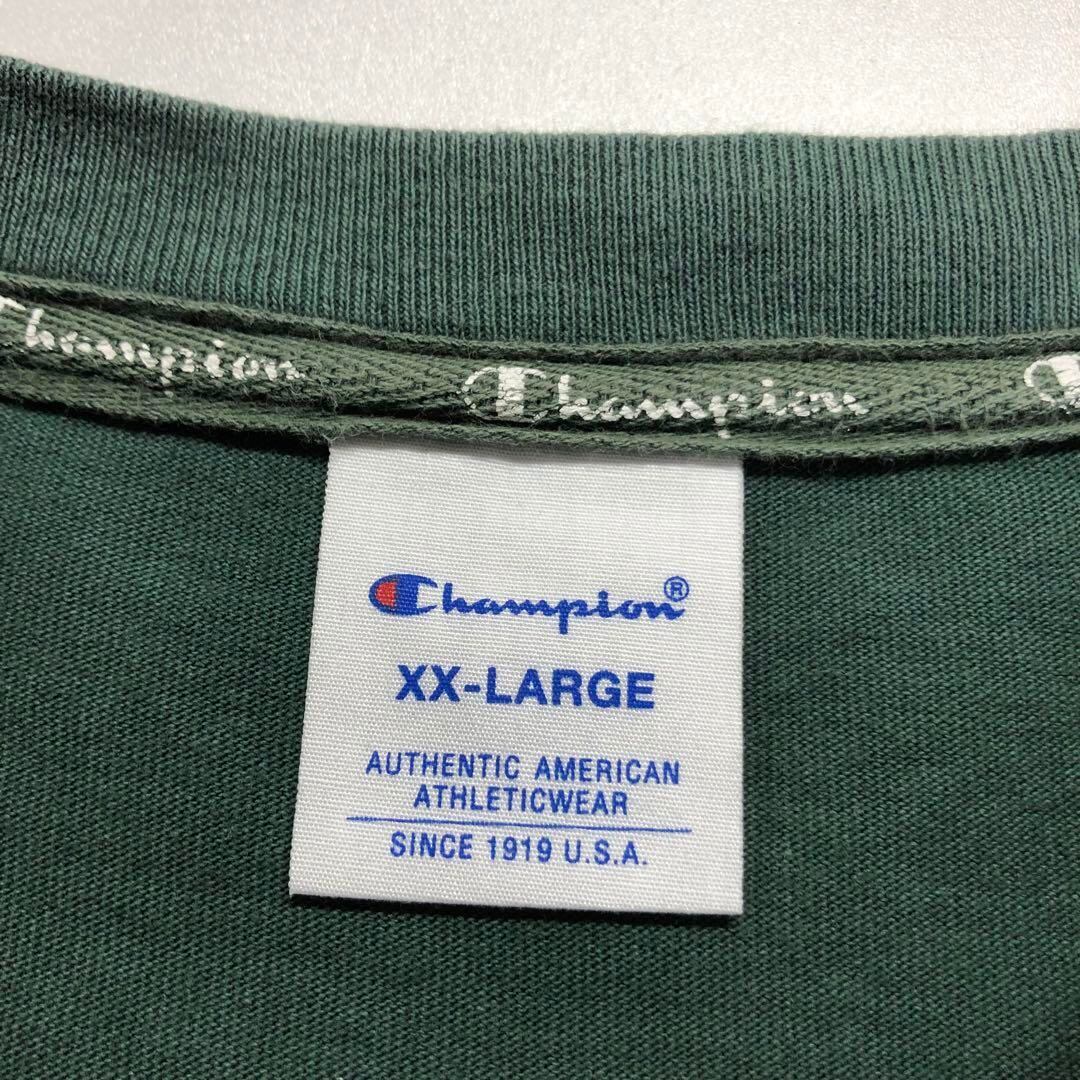 Champion Champion
Champion®
XX-LARGE
AUTHENTIC AMERICAN
ATHLETICWEAR
SINCE 1919 U.S.A.